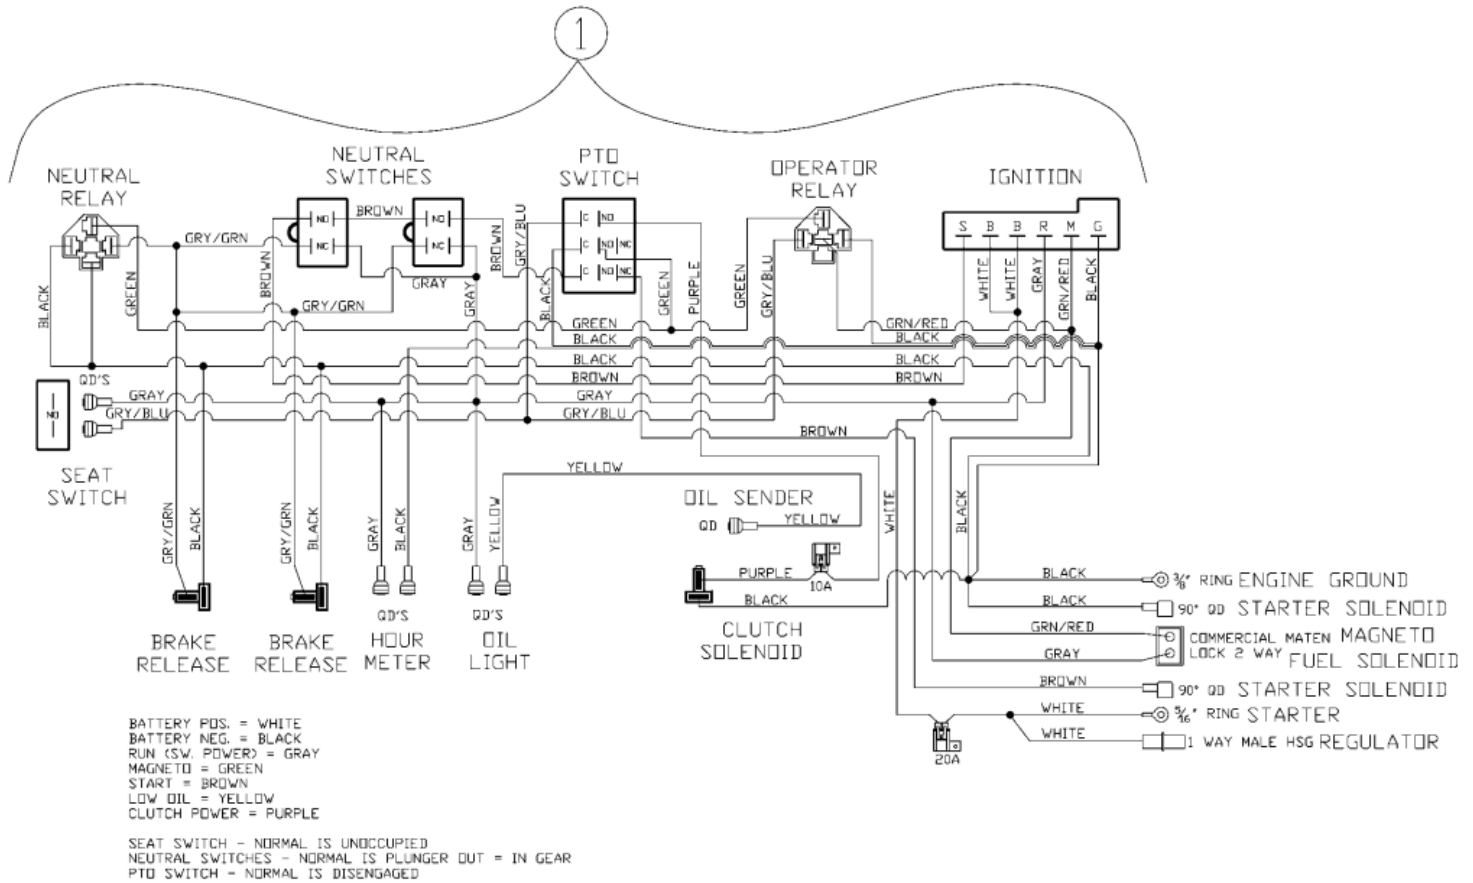 1
NEUTRAL
RELAY
NEUTRAL
SWITCHES
PTO
SWITCH
OPERATOR
RELAY
IGNITION
BROWN
NO
NO
NC
NC
C NO
C NO NC
C NO NC
S B B R M G
GRY/GRN
GRAY
GRY/GRN
BLACK
GREEN
BROWN
GRAY
BROWN
GRY/BLU
BLACK
GREEN
PURPLE
GREEN
GRY/BLU
WHITE
WHITE
GRAY
GRN/RED
BLACK
GREEN
GRN/RED
BLACK
BLACK
BLACK
BLACK
BROWN
BROWN
QD'S
GRAY
GRAY
NO
GRY/BLU
GRY/BLU
BROWN
SEAT
SWITCH
YELLOW
OIL SENDER
QD
YELLOW
GRY/GRN
BLACK
GRY/GRN
BLACK
GRAY
BLACK
GRAY
YELLOW
WHITE
BLACK
PURPLE
10A
BLACK
CLUTCH
SOLENOID
QD'S
QD'S
BRAKE
RELEASE
BRAKE
RELEASE
HOUR
METER
OIL
LIGHT
BLACK
3/8" RING ENGINE GROUND
BLACK
90° QD STARTER SOLENOID
GRN/RED
COMMERCIAL MATEN MAGNETO
GRAY
LOCK 2 WAY FUEL SOLENOID
BROWN
90° QD STARTER SOLENOID
WHITE
5/16" RING STARTER
WHITE
1 WAY MALE HSG REGULATOR
20A
BATTERY POS. = WHITE
BATTERY NEG. = BLACK
RUN (SW. POWER) = GRAY
MAGNETO = GREEN
START = BROWN
LOW OIL = YELLOW
CLUTCH POWER = PURPLE
SEAT SWITCH - NORMAL IS UNOCCUPIED
NEUTRAL SWITCHES - NORMAL IS PLUNGER OUT = IN GEAR
PTO SWITCH - NORMAL IS DISENGAGED